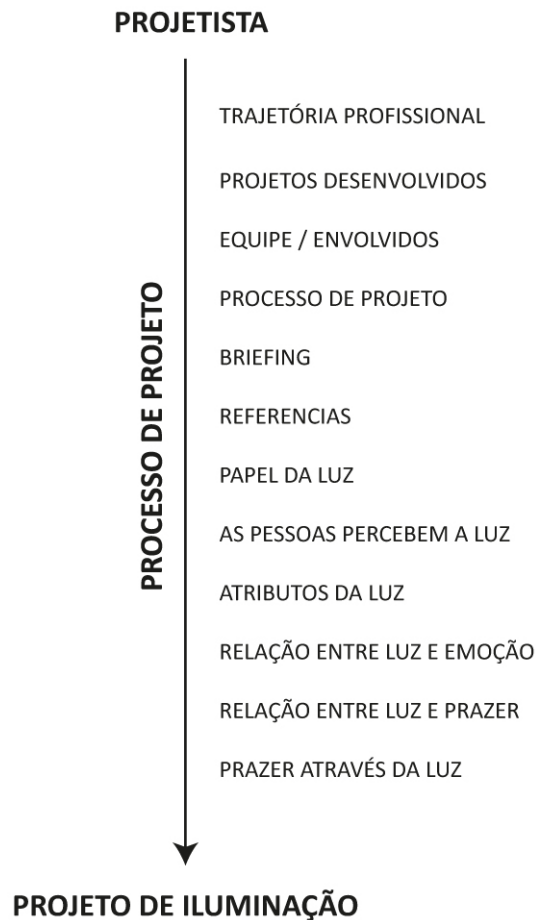 PROJETISTA
PROCESSO DE PROJETO
TRAJETÓRIA PROFISSIONAL
PROJETOS DESENVOLVIDOS
EQUIPE / ENVOLVIDOS
PROCESSO DE PROJETO
BRIEFING
REFERENCIAS
PAPEL DA LUZ
AS PESSOAS PERCEBEM A LUZ
ATRIBUTOS DA LUZ
RELAÇÃO ENTRE LUZ E EMOÇÃO
RELAÇÃO ENTRE LUZ E PRAZER
PRAZER ATRAVÉS DA LUZ
PROJETO DE ILUMINAÇÃO